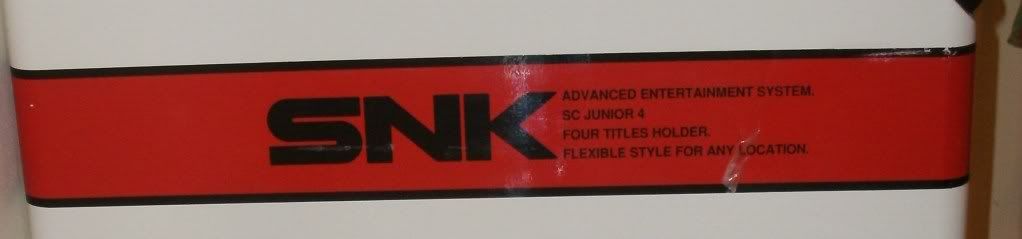 SNK
ADVANCED ENTERTAINMENT SYSTEM.
SC JUNIOR 4
FOUR TITLES HOLDER.
FLEXIBLE STYLE FOR ANY LOCATION.